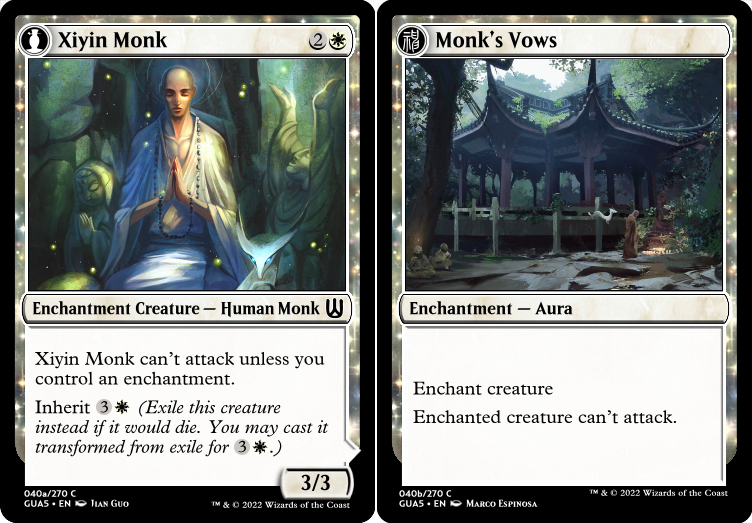 Xiyin Monk 2
Enchantment Creature — Human Monk
Xiyin Monk can't attack unless you
control an enchantment.
Inherit 3 (Exile this creature
instead if it would die. You may cast it
transformed from exile for 3 .)
3/3
040a/270 C
GUA5 • EN Jian Guo
™ & © 2022 Wizards of the Coast
Monk's Vows
Enchantment — Aura
Enchant creature
Enchanted creature can't attack.
040b/270 C
GUA5 • EN Marco Espinosa
™ & © 2022 Wizards of the Coast